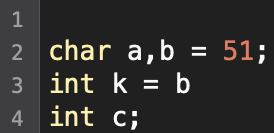 1
2 char a,b = 51;
3 int k = b
4 int c;